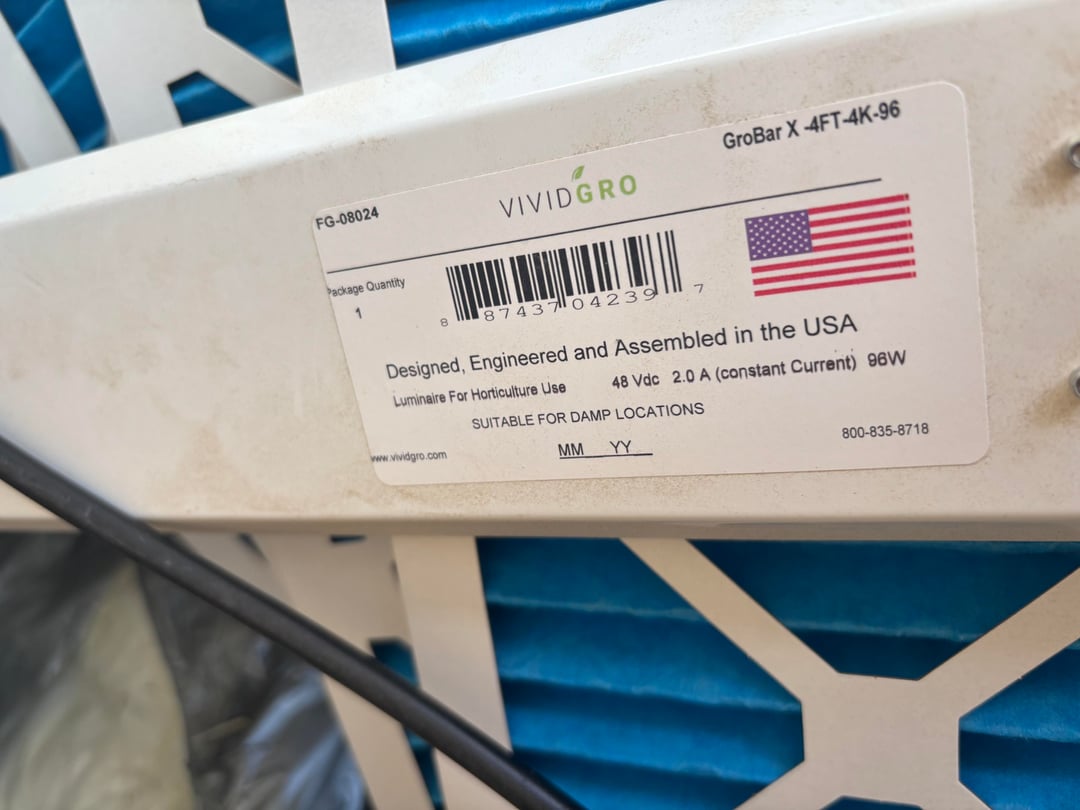 GroBar X -4FT-4K-96
FG-08024
VIVIDGRO
Package Quantity
1
8 87437 04239 7
Designed, Engineered and Assembled in the USA
Luminaire For Horticulture Use 48 Vdc 2.0 A (constant Current) 96W
SUITABLE FOR DAMP LOCATIONS
MM YY
www.vividgro.com
800-835-8718